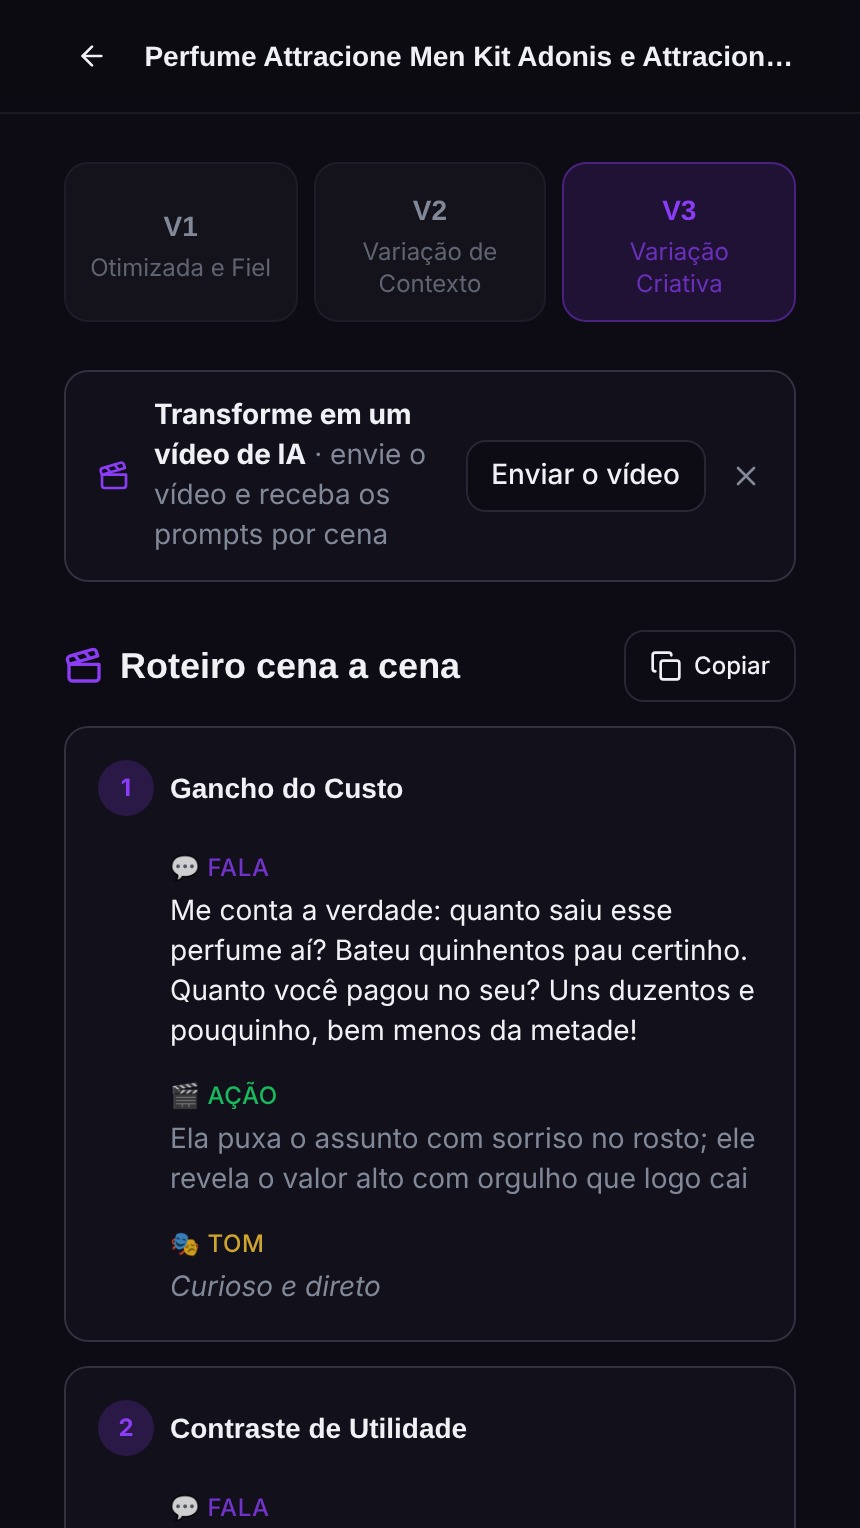 Perfume Attracione Men Kit Adonis e Attracion...
V1
Otimizada e Fiel
V2
Variação de
Contexto
V3
Variação
Criativa
Transforme em um
vídeo de IA · envie o
vídeo e receba os
prompts por cena
Enviar o vídeo
Roteiro cena a cena
Copiar
1
Gancho do Custo
FALA
Me conta a verdade: quanto saiu esse
perfume aí? Bateu quinhentos pau certinho.
Quanto você pagou no seu? Uns duzentos e
pouquinho, bem menos da metade!
AÇÃO
Ela puxa o assunto com sorriso no rosto; ele
revela o valor alto com orgulho que logo cai
TOM
Curioso e direto
2
Contraste de Utilidade
FALA